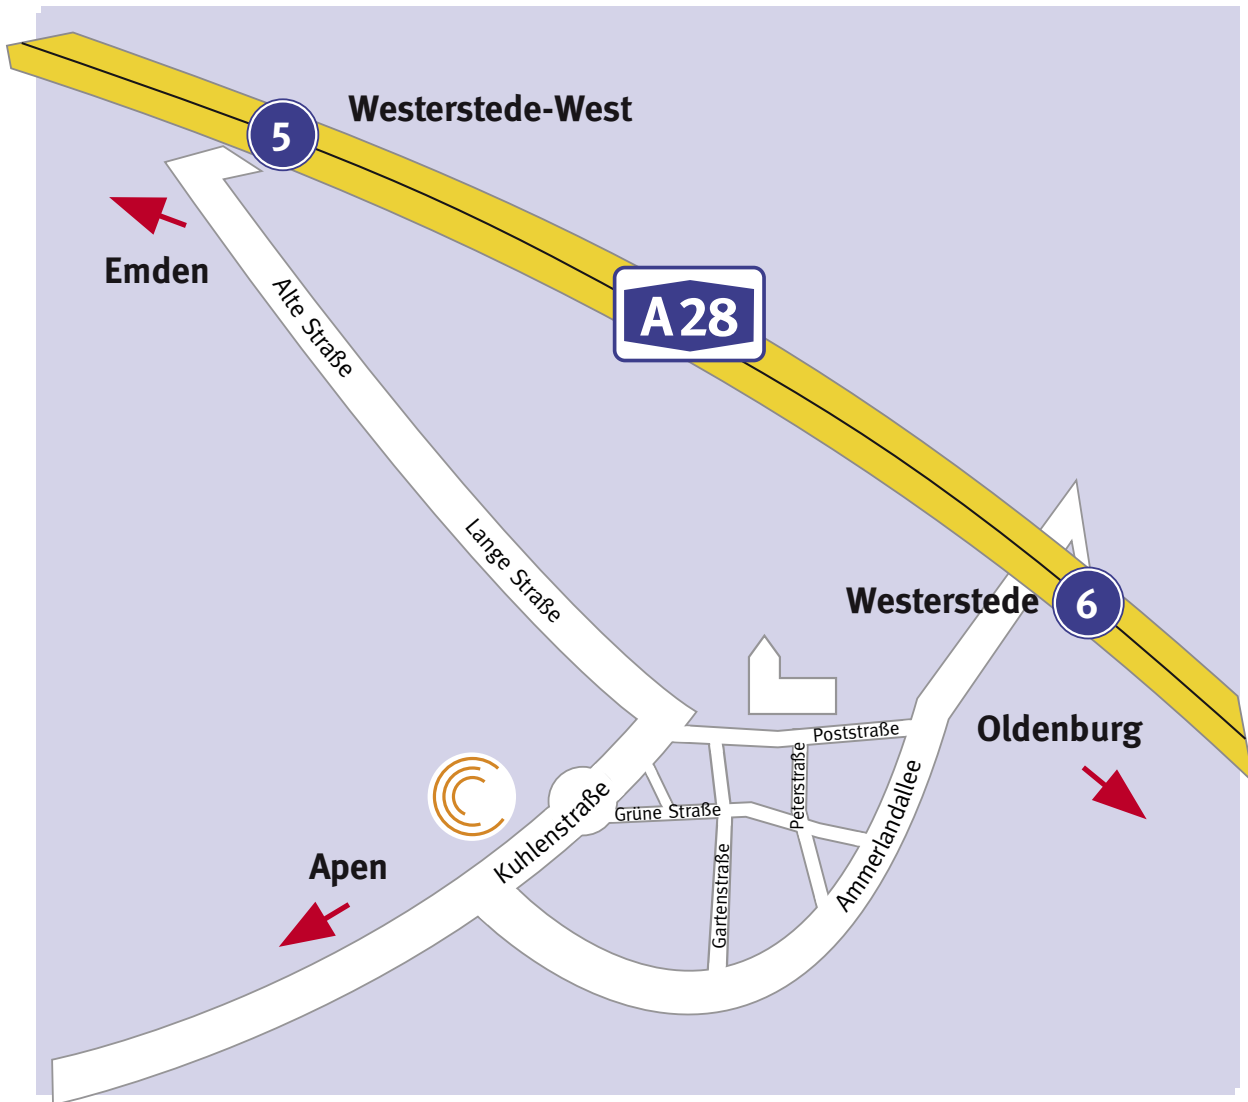 Westerstede-West
5
Emden
Alte Straße
A28
Lange Straße
Westerstede
6
Oldenburg
Poststraße
Peterstraße
Grüne Straße
Kuhlenstraße
Ammerlandallee
Gartenstraße
Apen